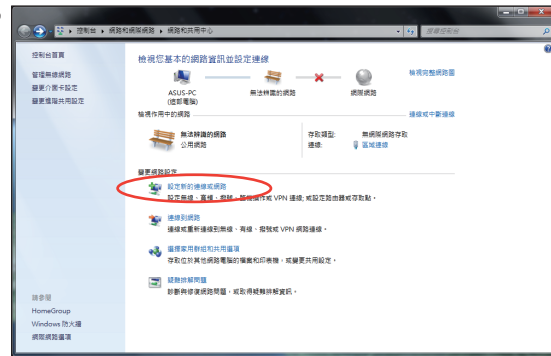 控制台 ▸ 網路和網際網路 ▸ 網路和共用中心
搜尋控制台
控制台首頁
管理無線網路
變更介面卡設定
變更進階共用設定
檢視您基本的網路資訊並設定連線
檢視完整網路圖
ASUS-PC
(這部電腦)
無法辨識的網路
網際網路
檢視作用中的網路
連線或中斷連線
無法辨識的網路
公用網路
存取類型: 無網際網路存取
連線: 區域連線
變更網路設定
設定新的連線或網路
設定無線、寬頻、撥號、臨機操作或 VPN 連線; 或設定路由器或存取點。
連線到網路
連線或重新連線到無線、有線、撥號或 VPN 網路連線。
選擇家用群組和共用選項
存取位於其他網路電腦的檔案和印表機，或變更共用設定。
疑難排解問題
診斷與修復網路問題，或取得疑難排解資訊。
請參閱
HomeGroup
Windows 防火牆
網際網路選項